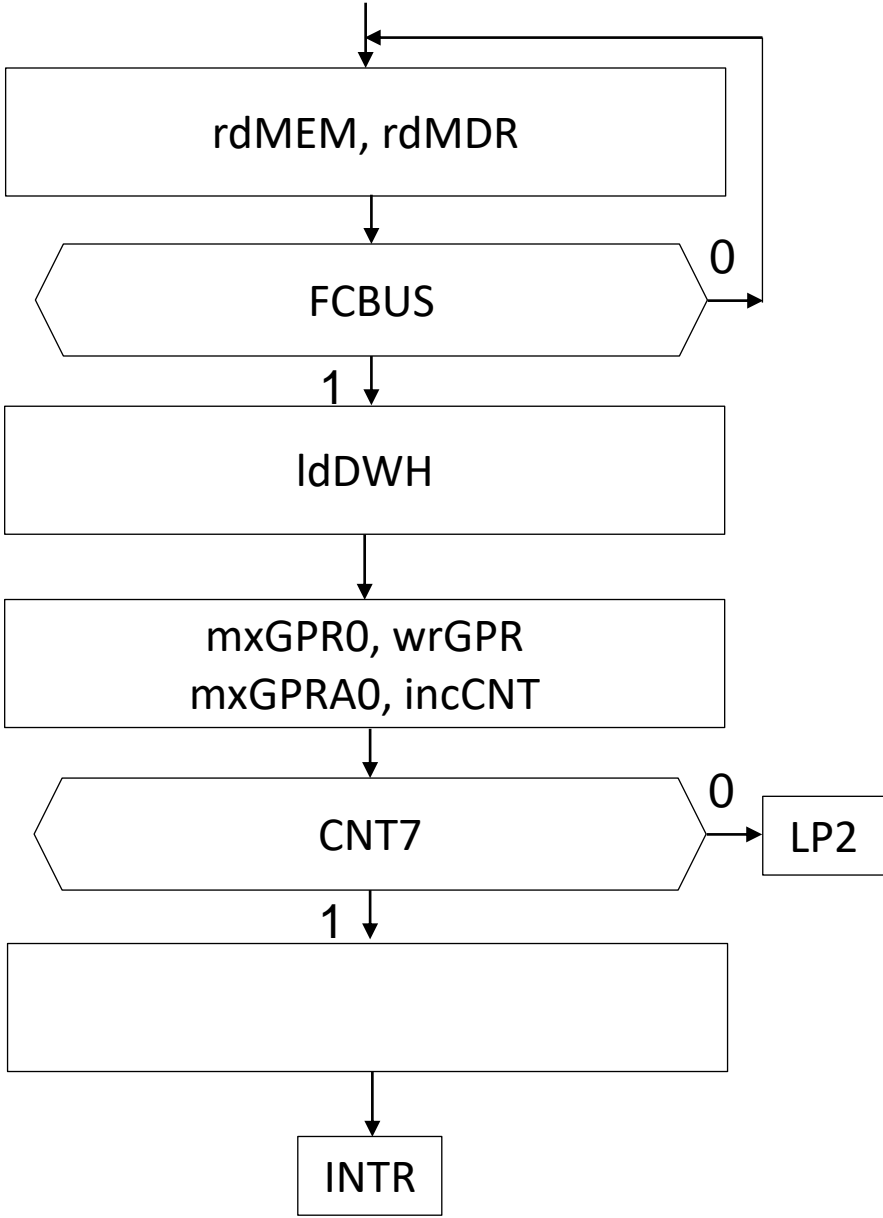 rdMEM, rdMDR
0
FCBUS
1
ldDWH
mxGPR0, wrGPR
mxGPRA0, incCNT
0
CNT7
LP2
1
INTR